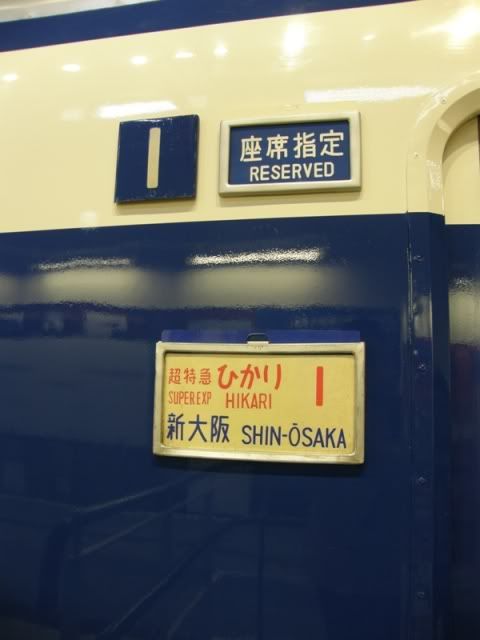 1
座席指定
RESERVED
超特急 ひかり 1
SUPER EXP HIKARI
新大阪 SHIN-ŌSAKA